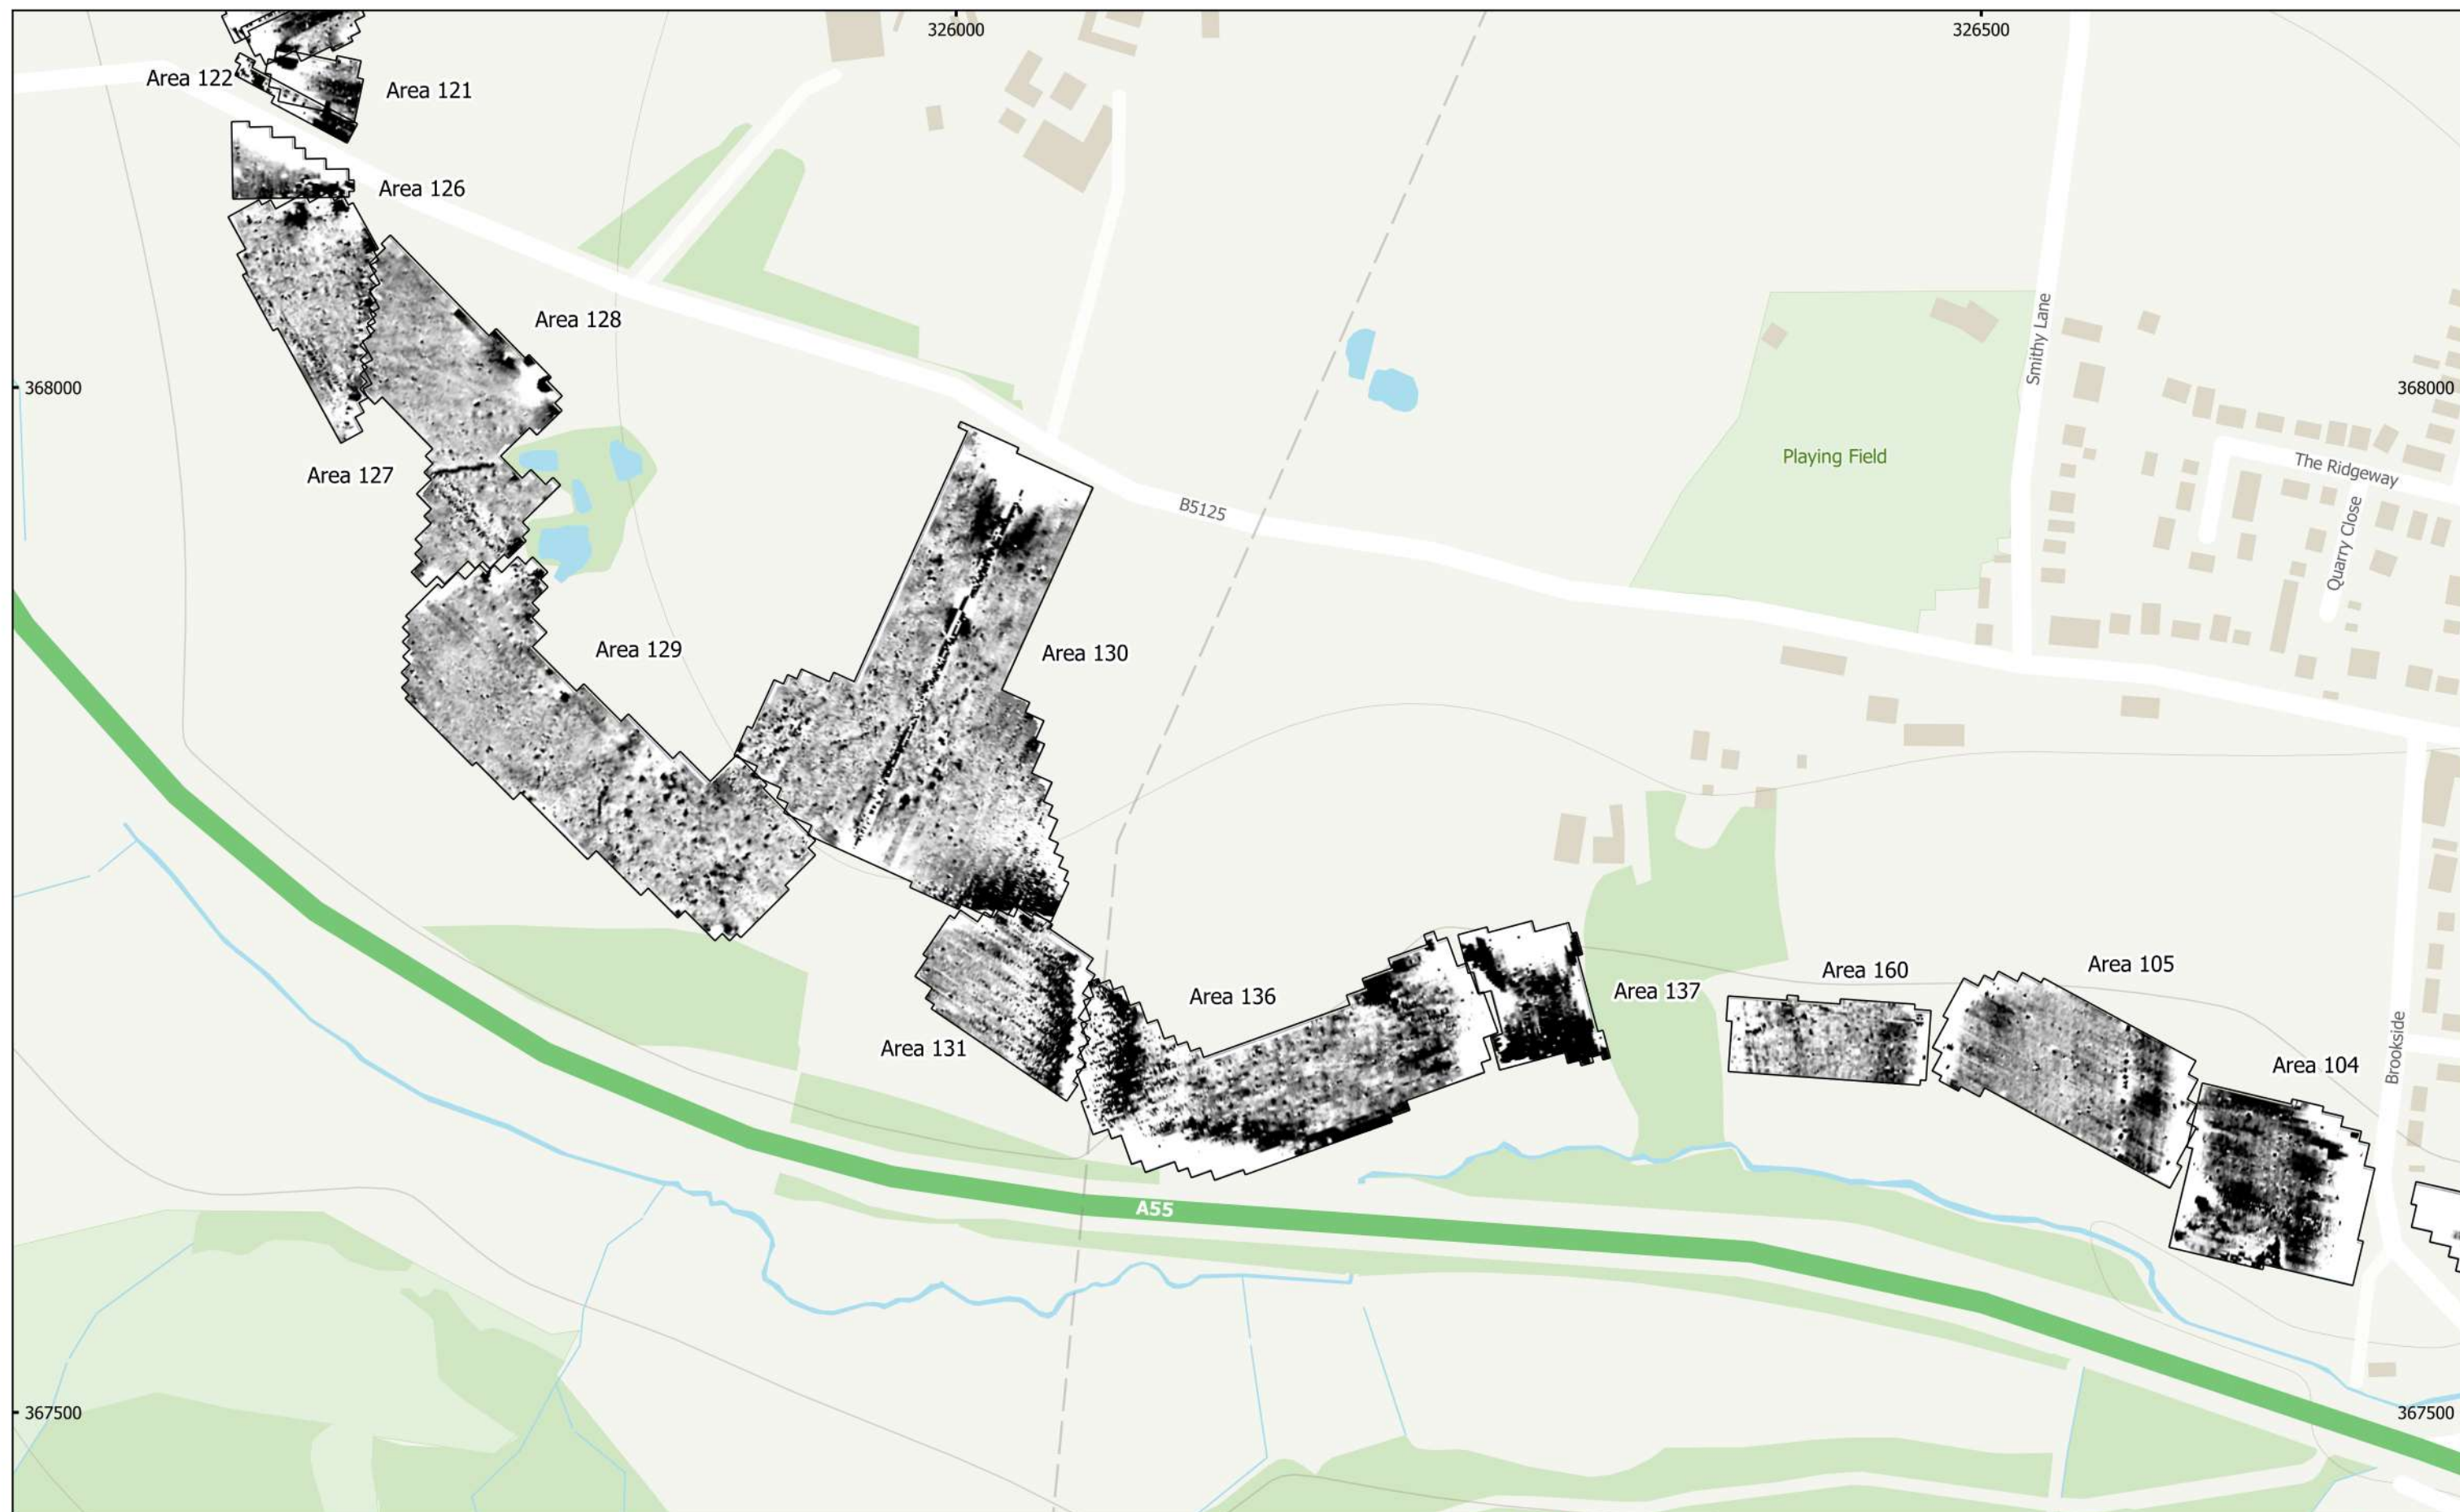 326000
326500
Area 122
Area 121
Area 126
Area 128
368000
368000
Smithy Lane
Playing Field
The Ridgeway
Area 127
B5125
Quarry Close
Area 129
Area 130
Area 160
Area 105
Area 136
Area 137
Area 131
Brookside
Area 104
A55
367500
367500